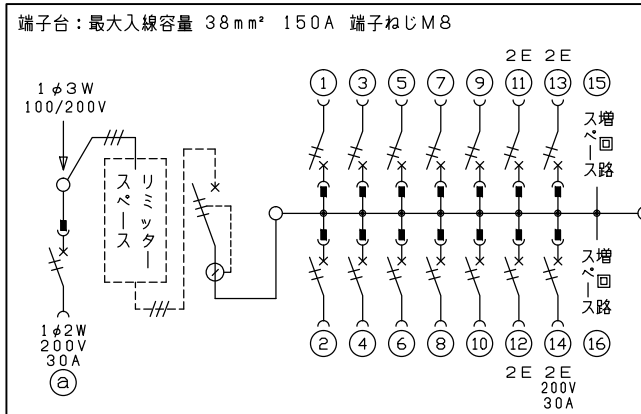 端子台：最大入線容量 38mm² 150A 端子ねじM8
2E 2E
1φ3W
100/200V
1 3 5 7 9 11 13 15
増回路
スペース
リミッター
スペース
増回路
スペース
1φ2W
200V
30A
a
2 4 6 8 10 12 14 16
2E 2E
200V
30A